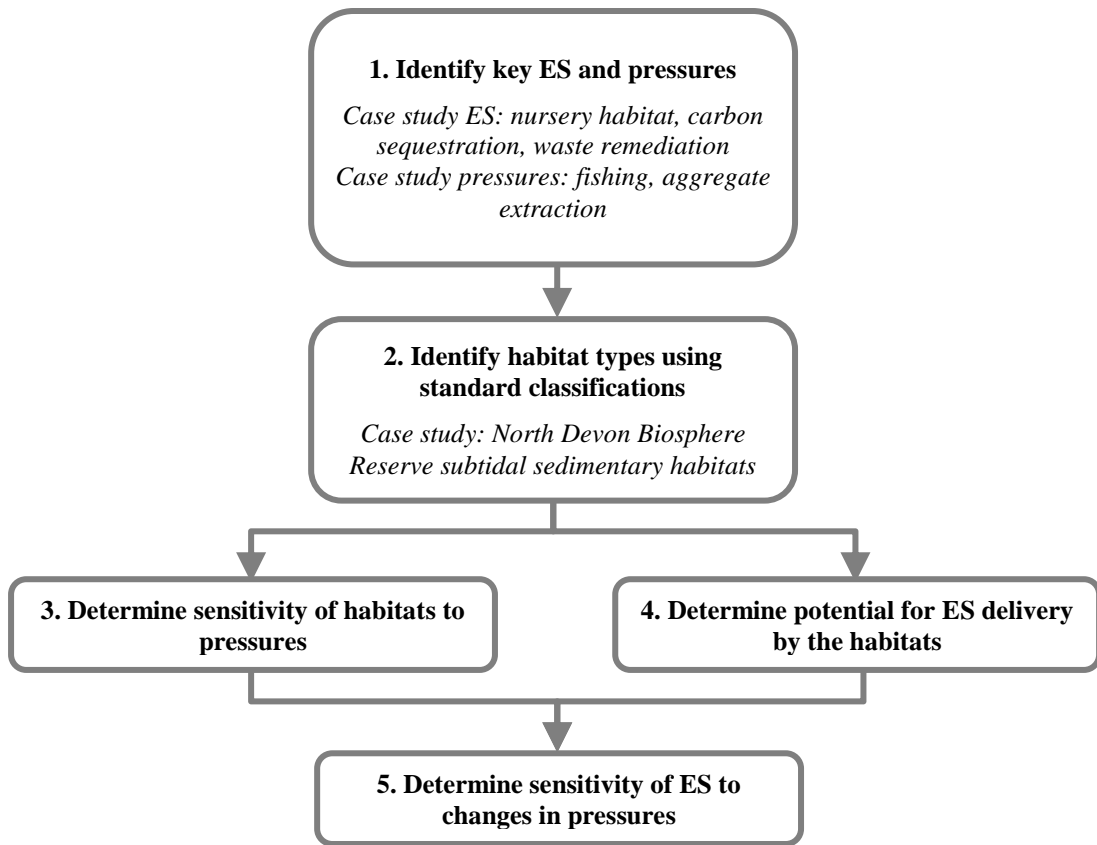 1. Identify key ES and pressures
Case study ES: nursery habitat, carbon
sequestration, waste remediation
Case study pressures: fishing, aggregate
extraction
2. Identify habitat types using
standard classifications
Case study: North Devon Biosphere
Reserve subtidal sedimentary habitats
3. Determine sensitivity of habitats to
pressures
4. Determine potential for ES delivery
by the habitats
5. Determine sensitivity of ES to
changes in pressures